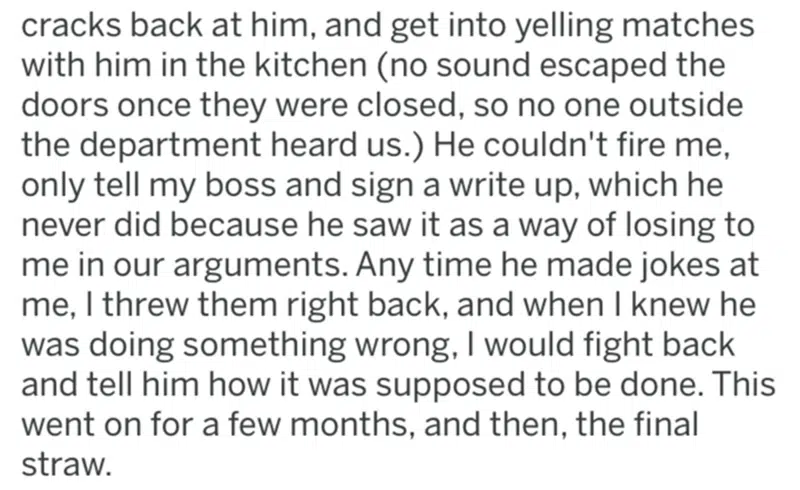 cracks back at him, and get into yelling matches
with him in the kitchen (no sound escaped the
doors once they were closed, so no one outside
the department heard us.) He couldn't fire me,
only tell my boss and sign a write up, which he
never did because he saw it as a way of losing to
me in our arguments. Any time he made jokes at
me, I threw them right back, and when I knew he
was doing something wrong, I would fight back
and tell him how it was supposed to be done. This
went on for a few months, and then, the final
straw.